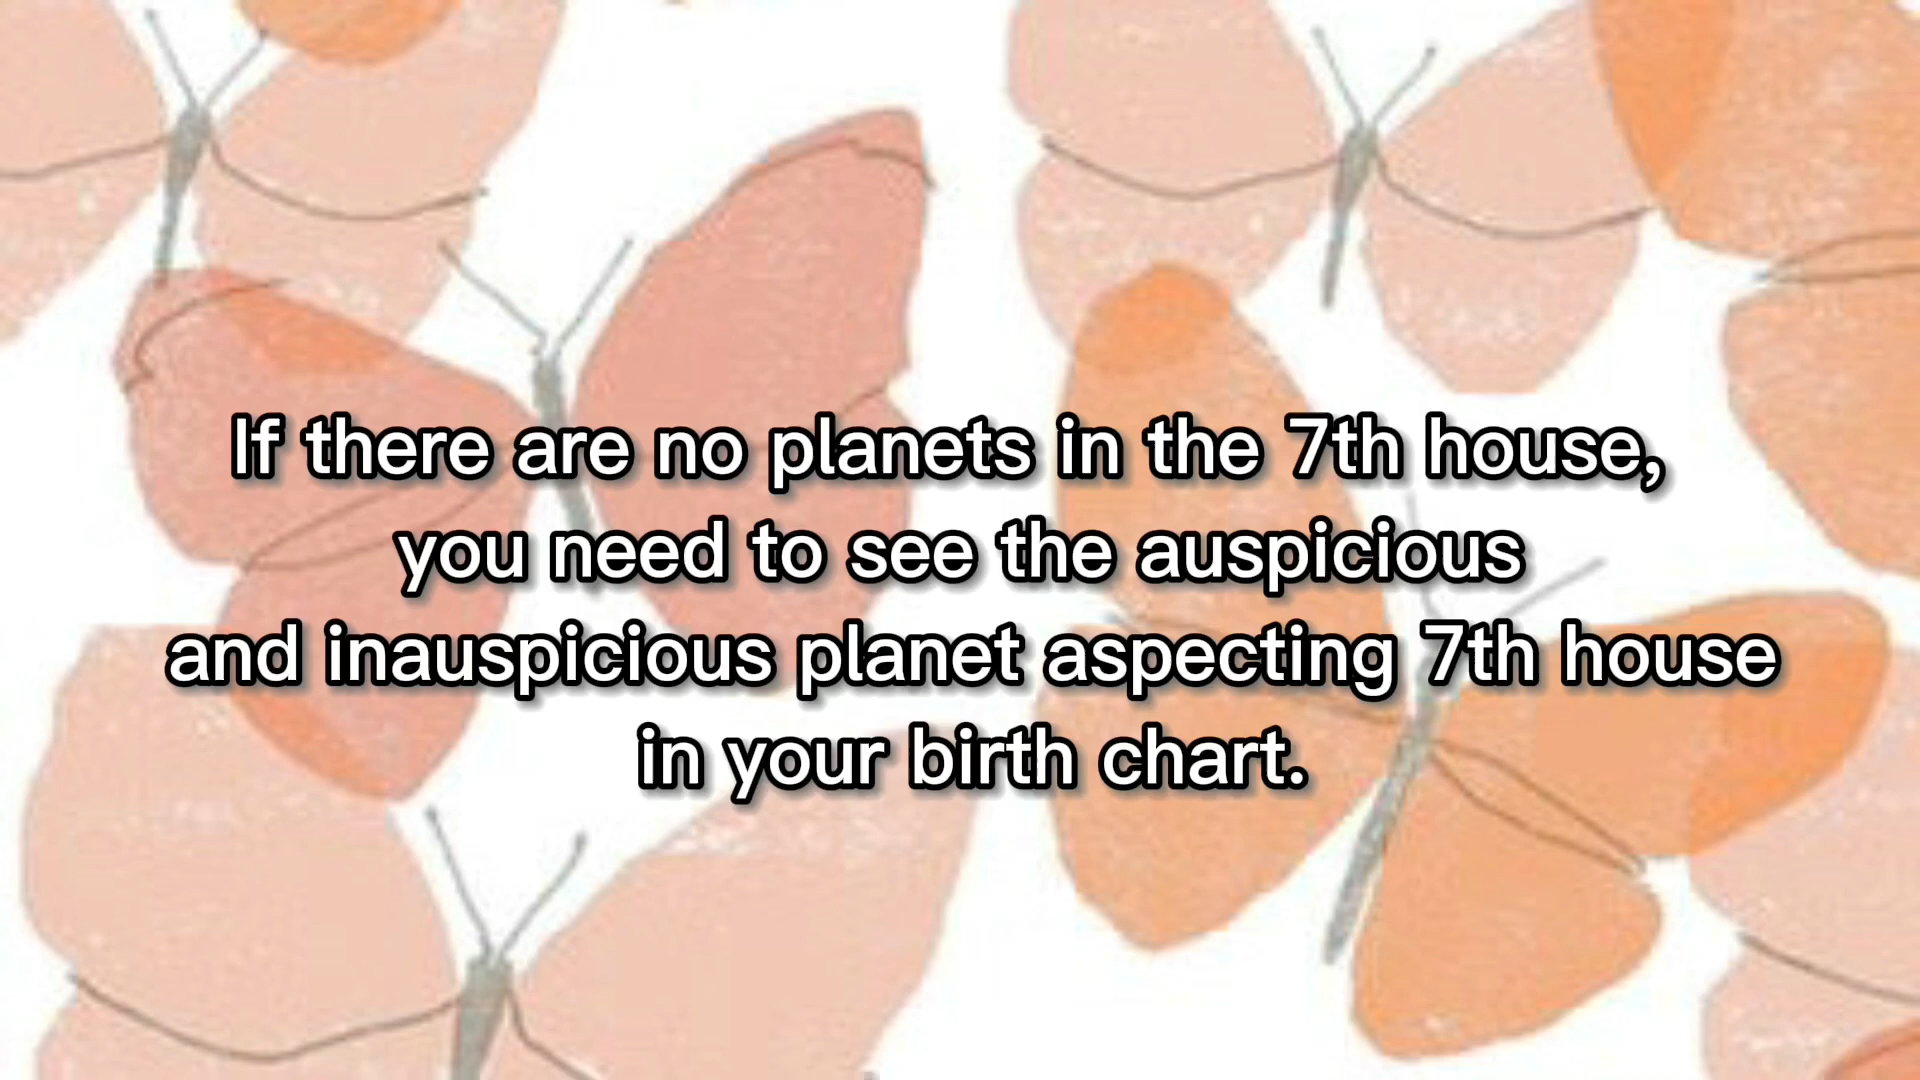 If there are no planets in the 7th house,
you need to see the auspicious
and inauspicious planet aspecting 7th house
in your birth chart.